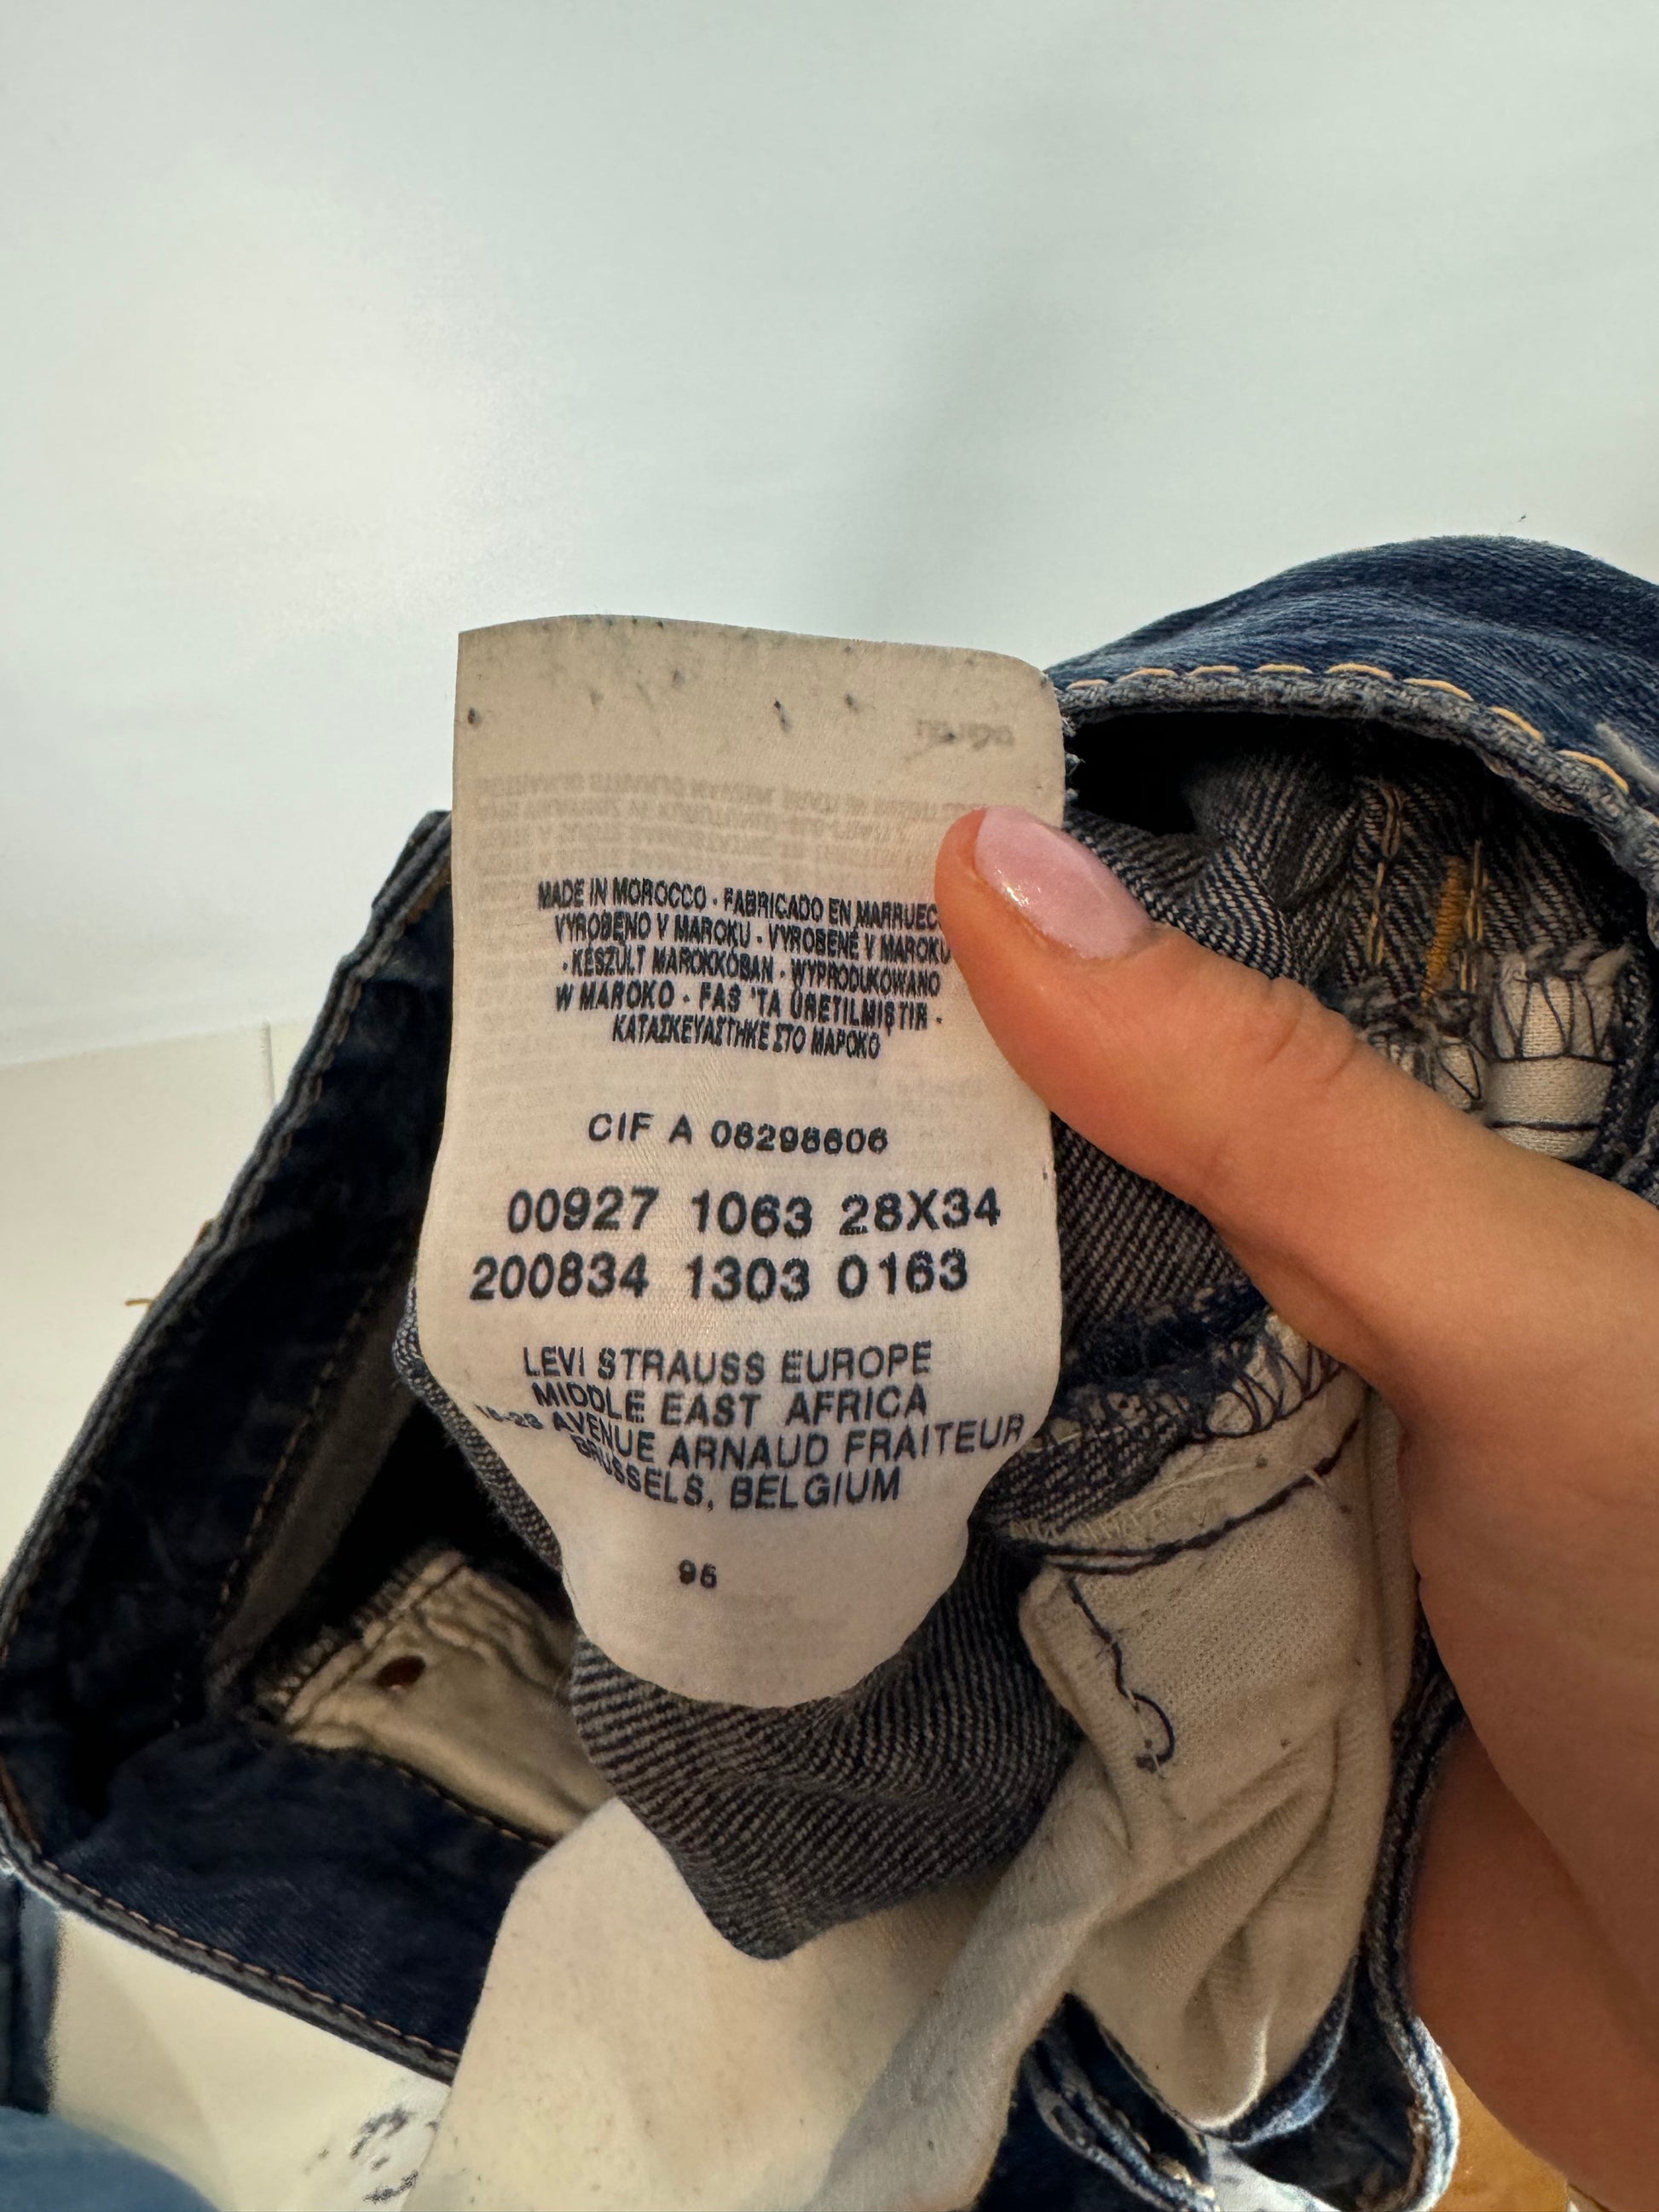 MADE IN MOROCCO - FABRICADO EN
VYROBENO V MAROKU - VYROBENÉ V MAROKU
- KÉSZÜLT MAROKKÓBAN - WYPRODUKOWANO
W MAROKO - FAS 'TA ÜRETILMIŞTIR -
ΚΑΤΑΣΚΕΥΑΣΤΗΚΕ ΣΤΟ ΜΑΡΟΚΟ
CIF A 08298606
00927 1063 28X34
200834 1303 0163
LEVI STRAUSS EUROPE
MIDDLE EAST AFRICA
AVENUE ARNAUD FRAITEUR
BRUSSELS, BELGIUM